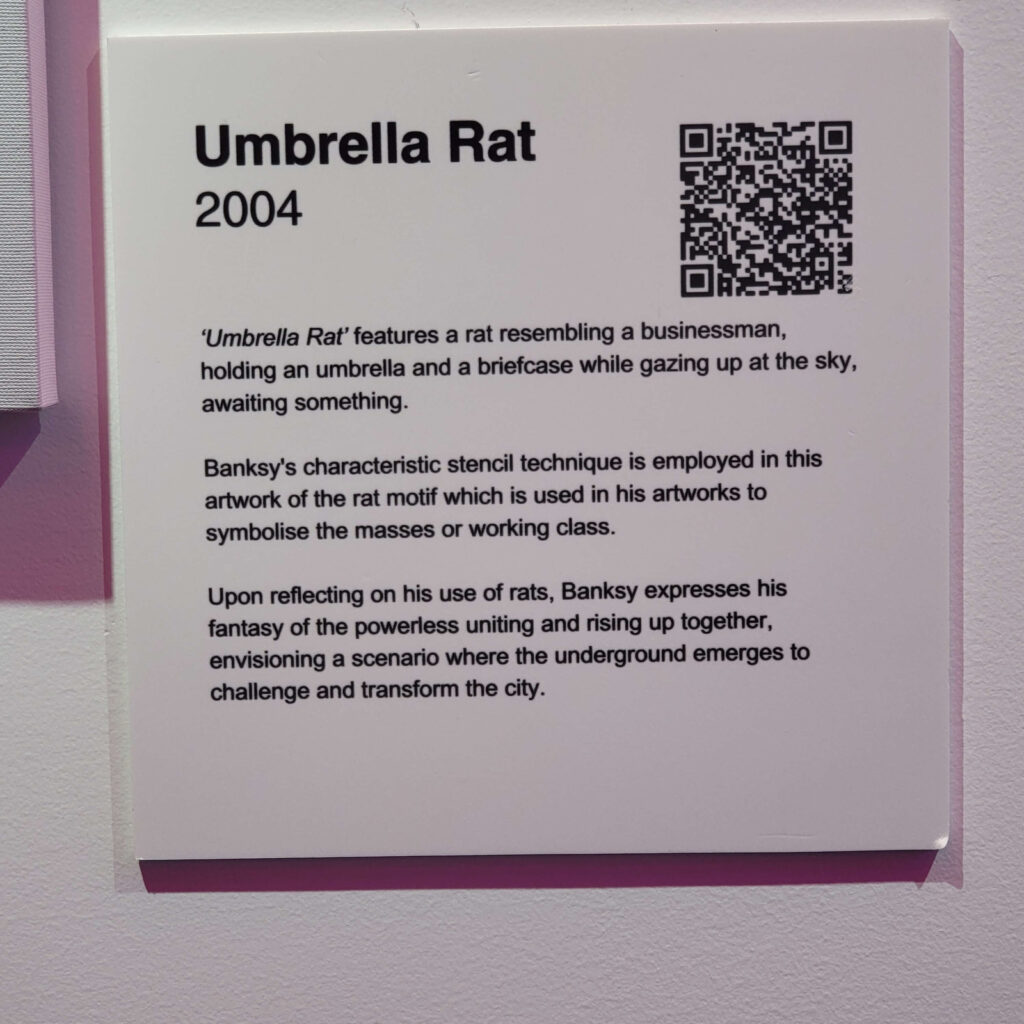 Umbrella Rat
2004
‘Umbrella Rat’ features a rat resembling a businessman,
holding an umbrella and a briefcase while gazing up at the sky,
awaiting something.
Banksy's characteristic stencil technique is employed in this
artwork of the rat motif which is used in his artworks to
symbolise the masses or working class.
Upon reflecting on his use of rats, Banksy expresses his
fantasy of the powerless uniting and rising up together,
envisioning a scenario where the underground emerges to
challenge and transform the city.